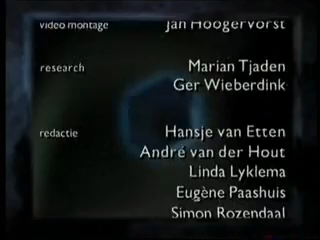 video montage Jan Hoogervorst
research Marian Tjaden
Ger Wieberdink
redactie Hansje van Etten
André van der Hout
Linda Lyklema
Eugène Paashuis
Simon Rozendaal